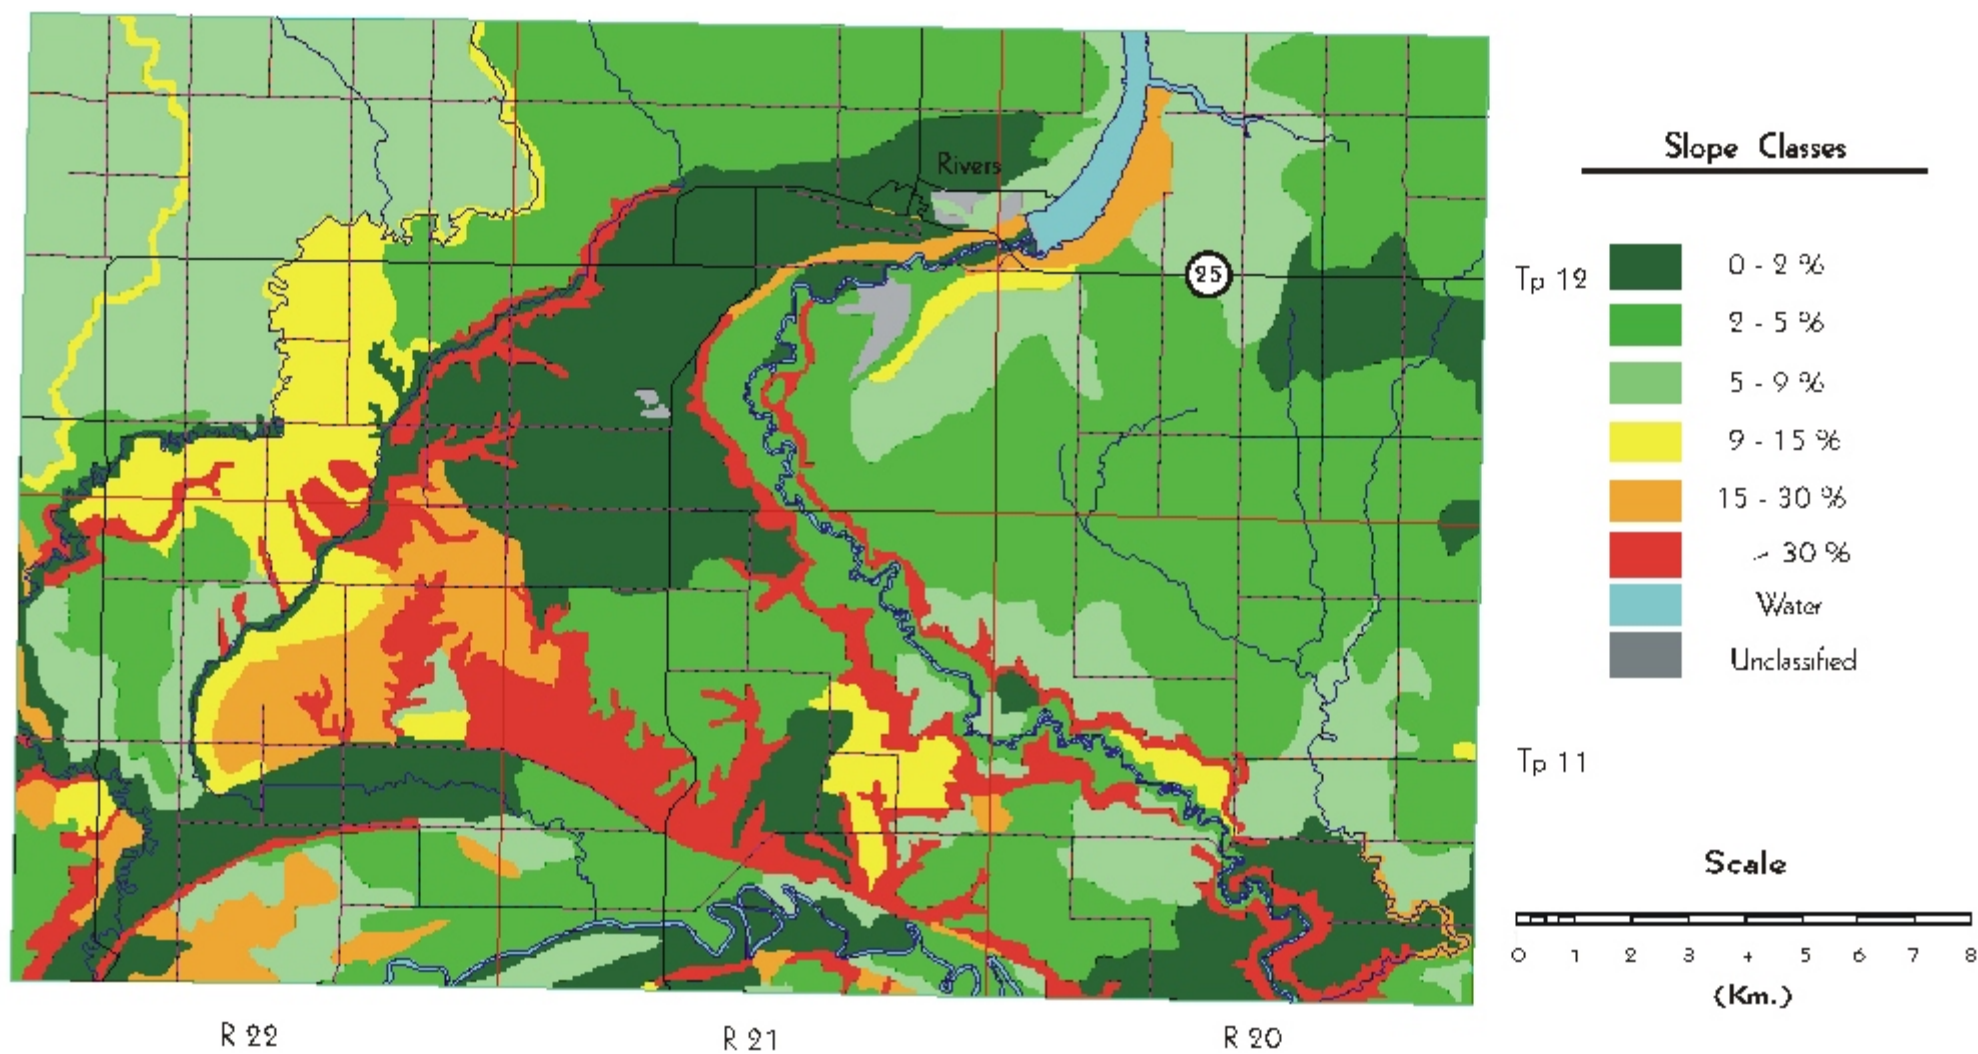 Slope Classes
Rivers
25
Tp 12
0 - 2 %
2 - 5 %
5 - 9 %
9 - 15 %
15 - 30 %
30 %
Water
Unclassified
Tp 11
Scale
0 1 2 3 4 5 6 7 8
(Km.)
R 22 R 21 R 20